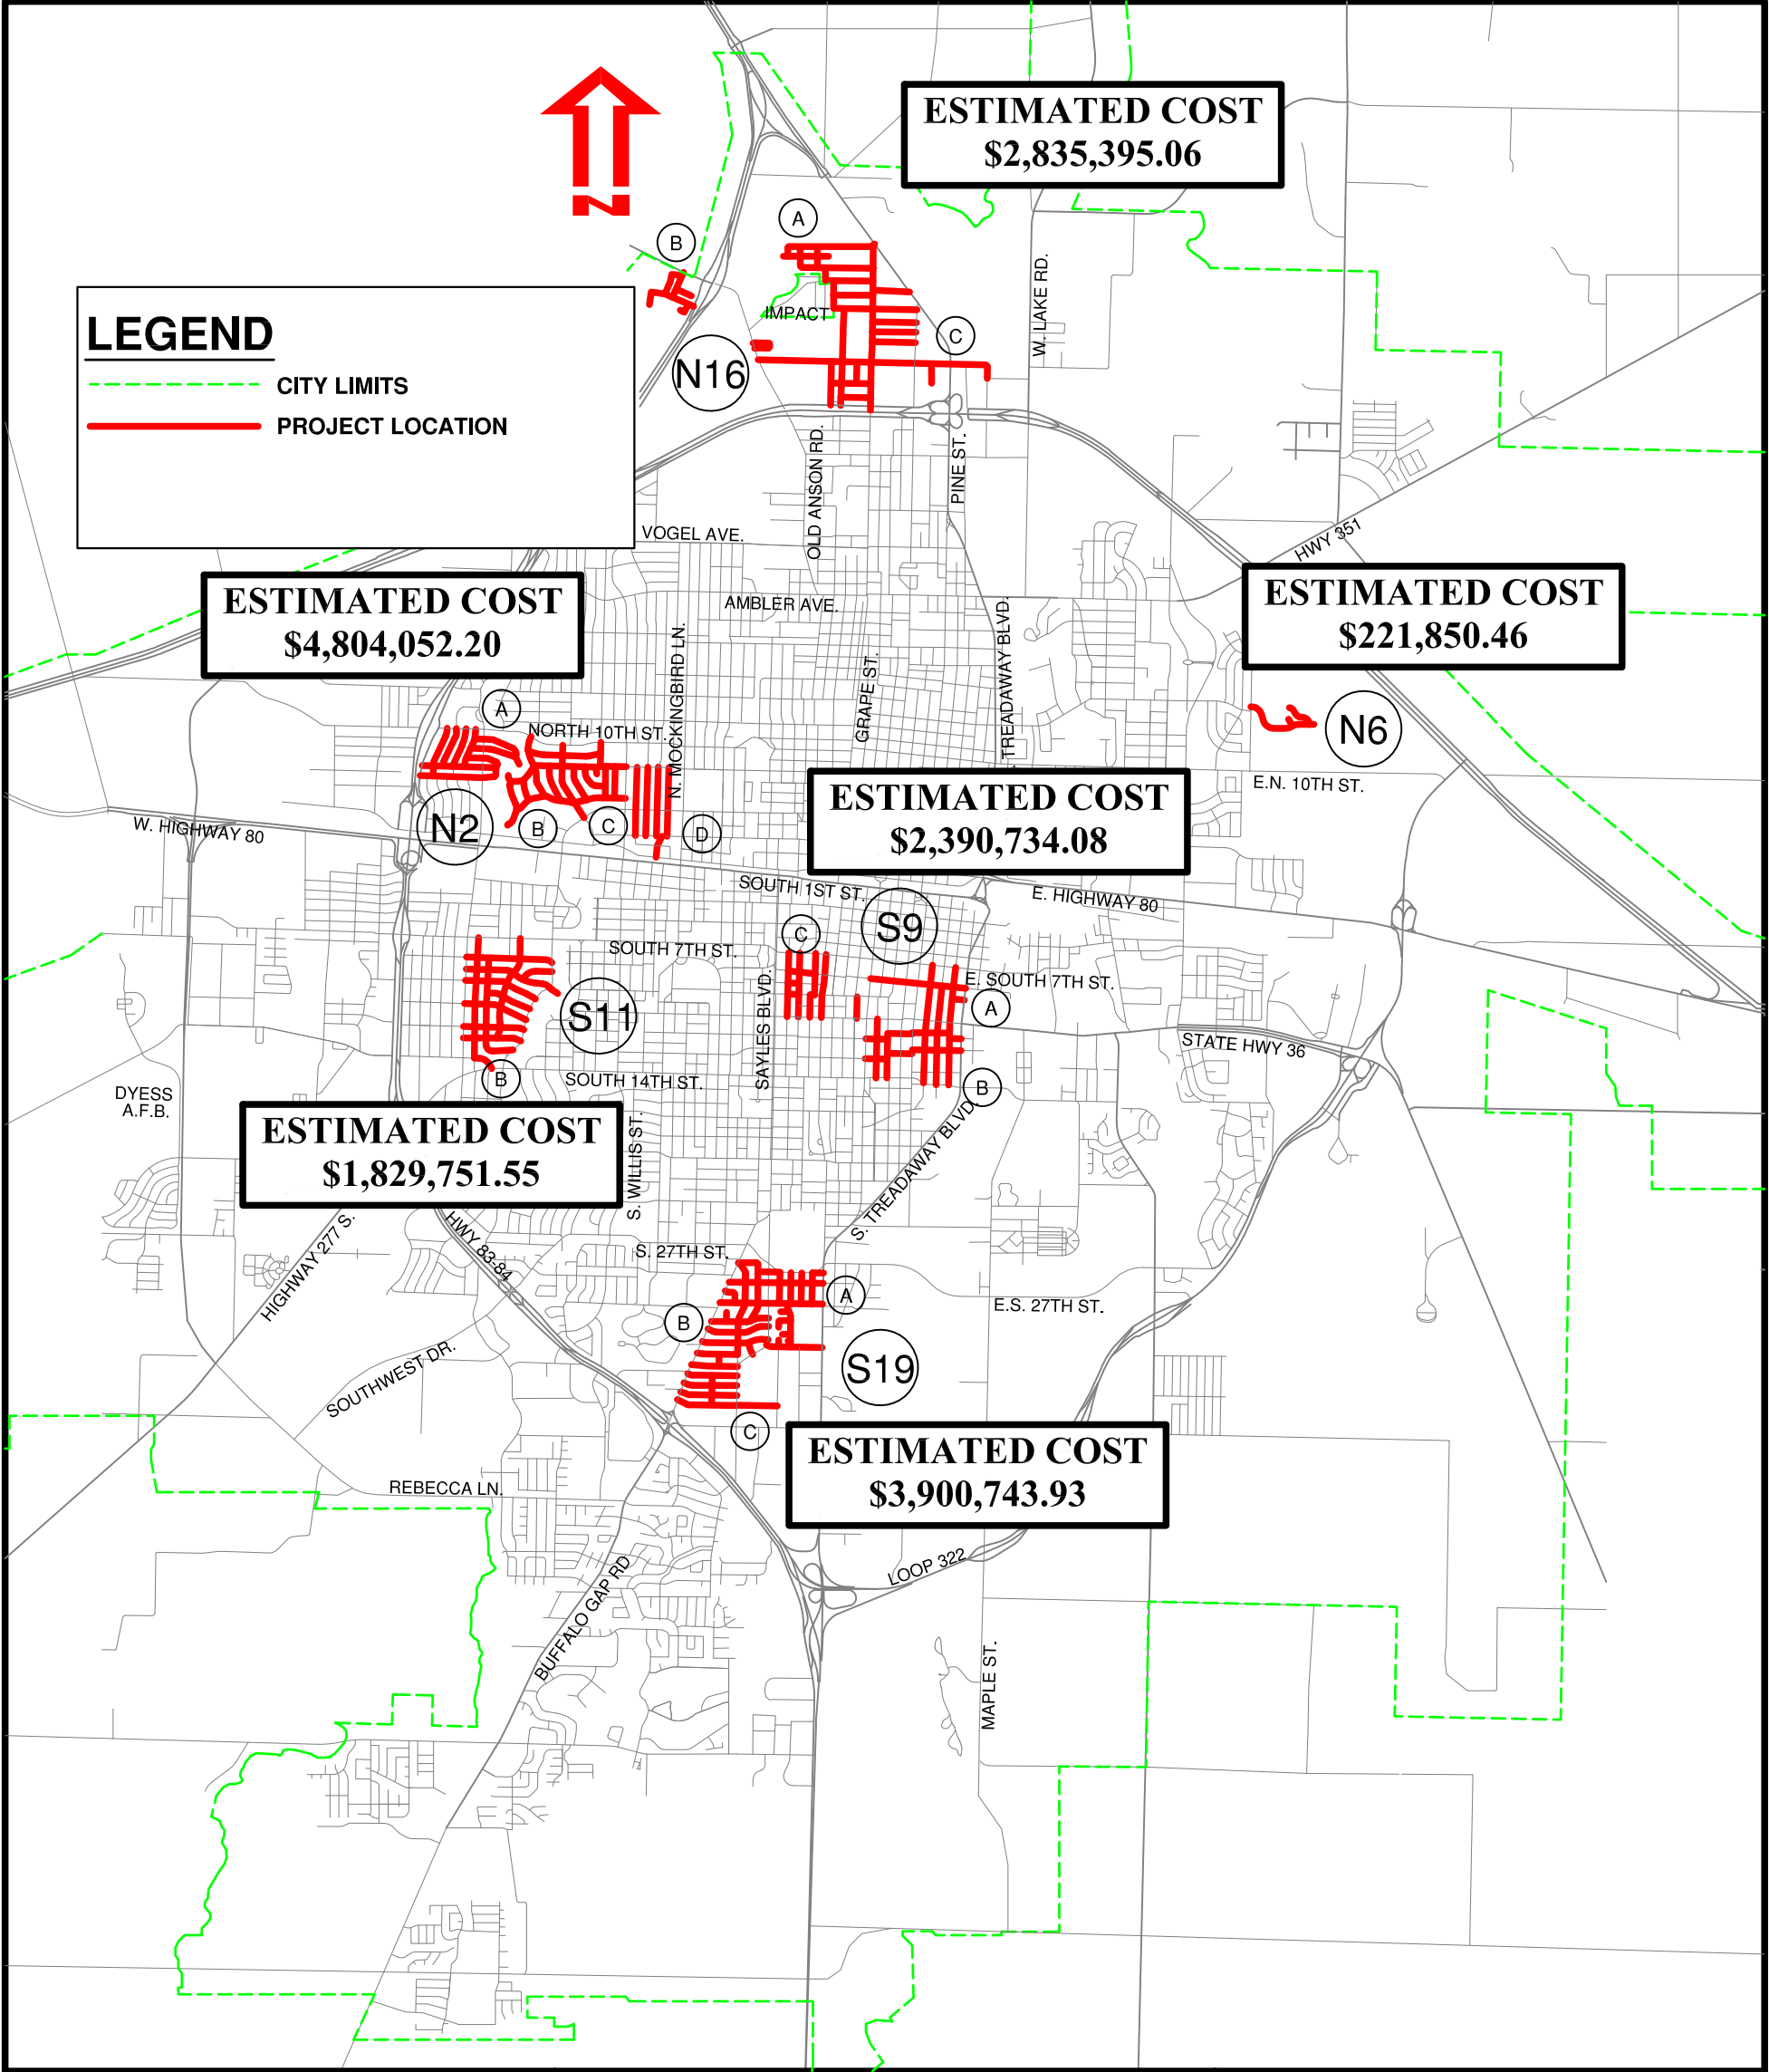 ESTIMATED COST
$2,835,395.06
N
A
B
IMPACT
W. LAKE RD.
C
N16
LEGEND
CITY LIMITS
PROJECT LOCATION
OLD ANSON RD.
PINE ST.
VOGEL AVE.
HWY 351
ESTIMATED COST
$4,804,052.20
AMBLER AVE.
ESTIMATED COST
$221,850.46
N. MOCKINGBIRD LN.
GRAPE ST.
TREADAWAY BLVD.
A
NORTH 10TH ST.
N6
E.N. 10TH ST.
ESTIMATED COST
$2,390,734.08
W. HIGHWAY 80
N2
B
C
D
SOUTH 1ST ST.
E. HIGHWAY 80
S9
C
SOUTH 7TH ST.
E. SOUTH 7TH ST.
A
S11
SAYLES BLVD.
STATE HWY 36
B
SOUTH 14TH ST.
B
DYESS
A.F.B.
ESTIMATED COST
$1,829,751.55
S. WILLIS ST.
S. TREADAWAY BLVD.
HIGHWAY 277 S.
HWY 83-84
S. 27TH ST.
A
E.S. 27TH ST.
B
S19
SOUTHWEST DR.
C
ESTIMATED COST
$3,900,743.93
REBECCA LN.
LOOP 322
BUFFALO GAP RD
MAPLE ST.